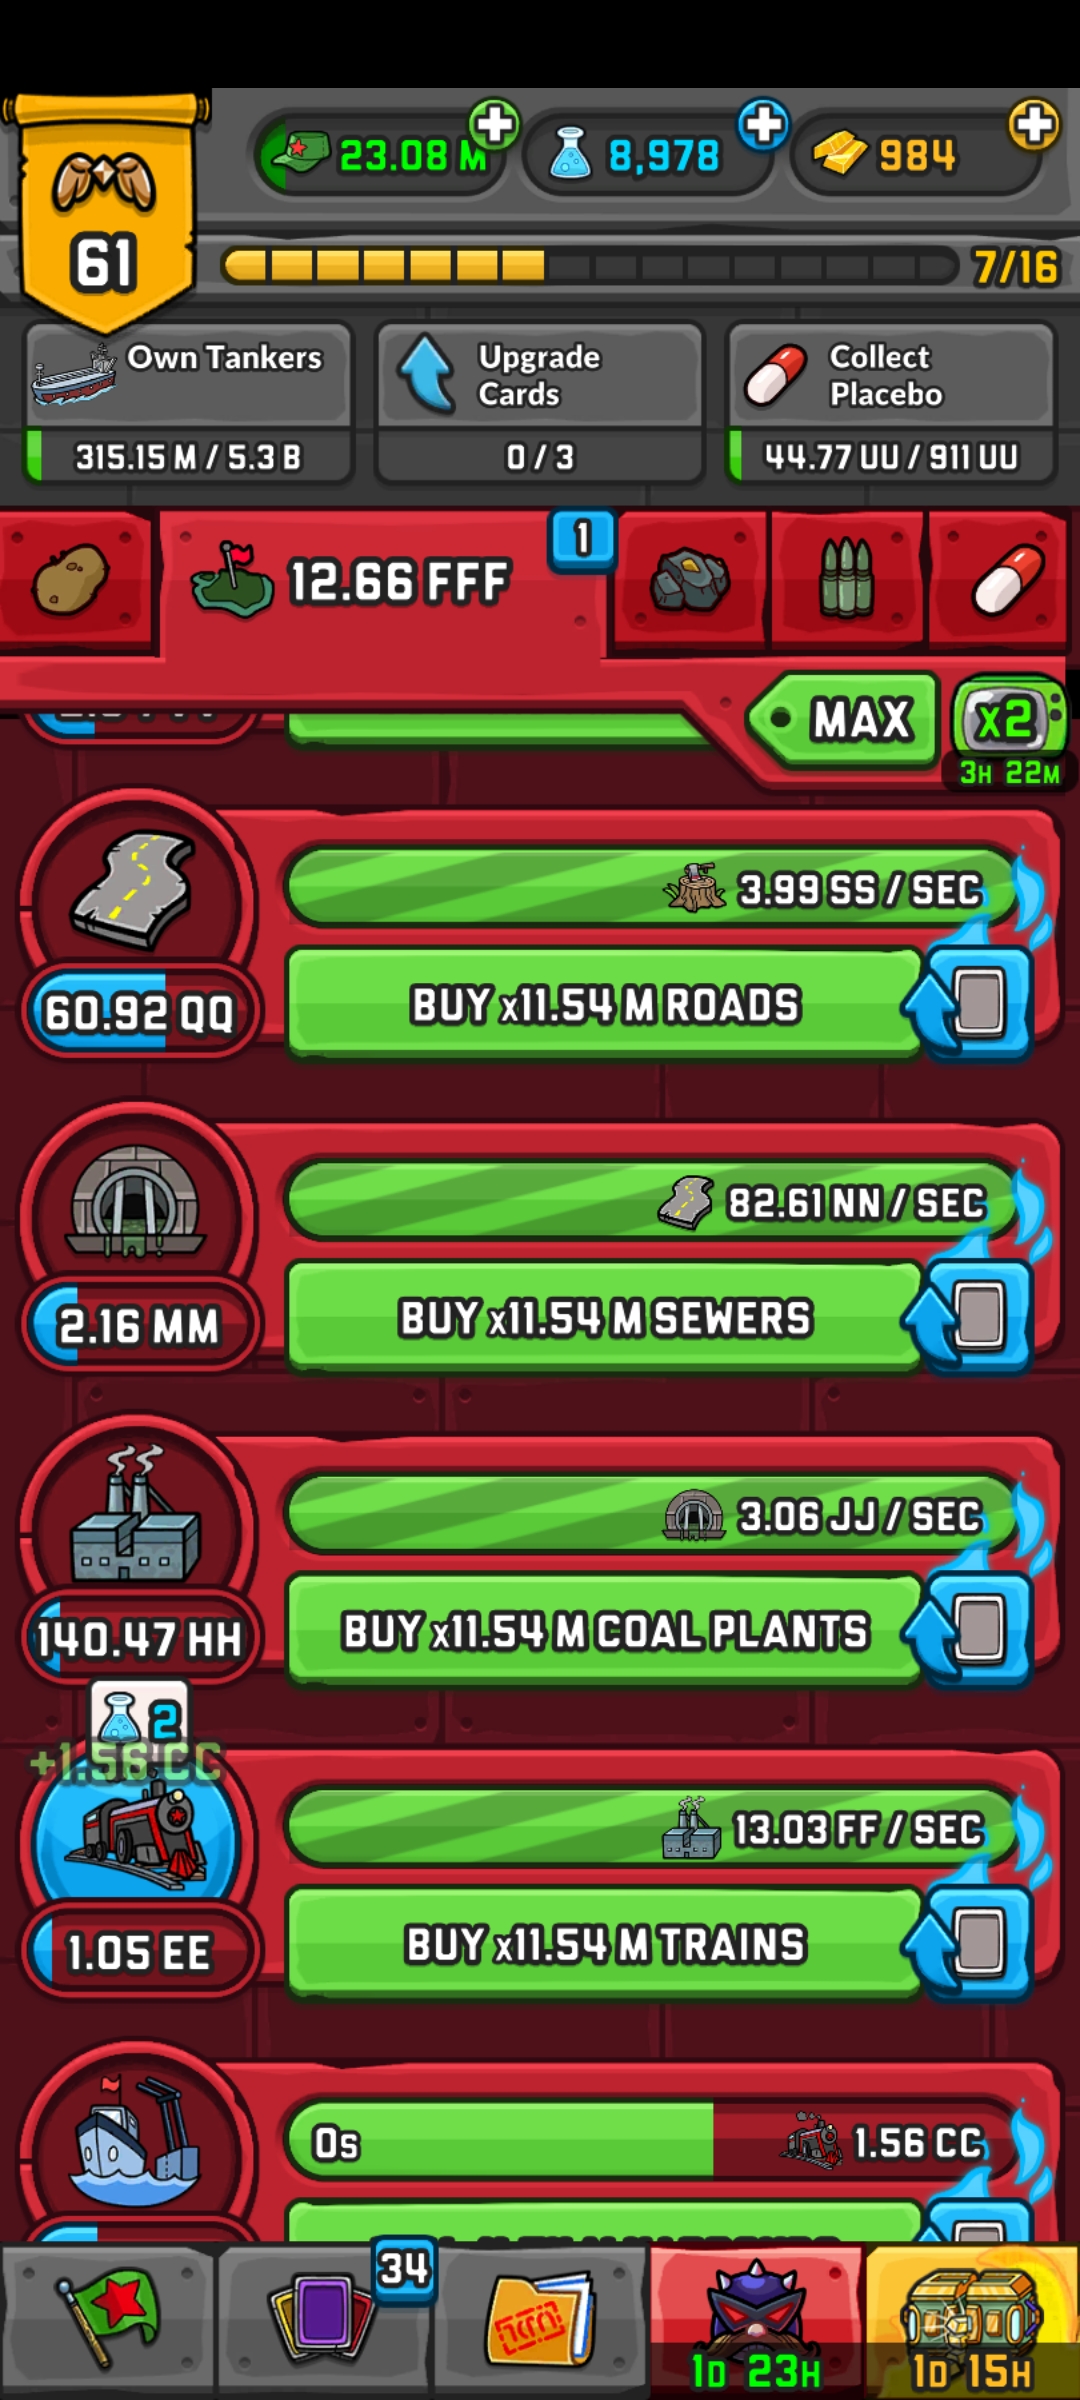 23.08 M
8,978
984
61
7/16
Own Tankers
315.15 M / 5.3 B
Upgrade
Cards
0 / 3
Collect
Placebo
44.77 UU / 911 UU
12.66 FFF
1
MAX
x2
3H 22M
3.99 SS / SEC
60.92 QQ
BUY x11.54 M ROADS
82.61 NN / SEC
2.16 MM
BUY x11.54 M SEWERS
3.06 JJ / SEC
140.47 HH
BUY x11.54 M COAL PLANTS
2
+1.56 CC
13.03 FF / SEC
1.05 EE
BUY x11.54 M TRAINS
0s
1.56 CC
34
1D 23H
1D 15H